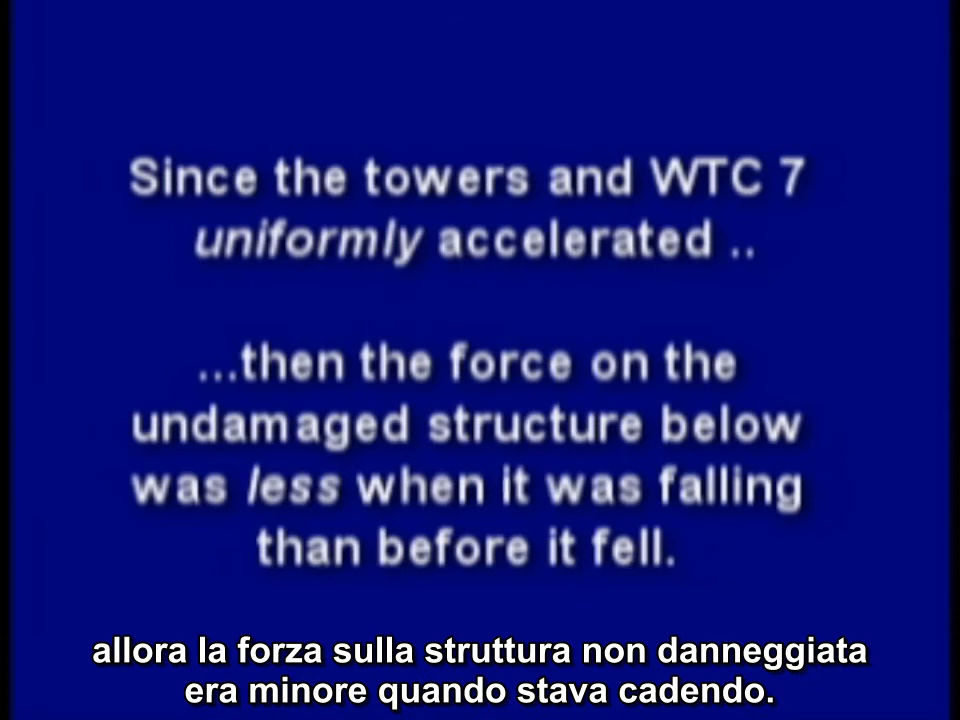 Since the towers and WTC 7
uniformly accelerated ..
...then the force on the
undamaged structure below
was less when it was falling
than before it fell.
allora la forza sulla struttura non danneggiata
era minore quando stava cadendo.